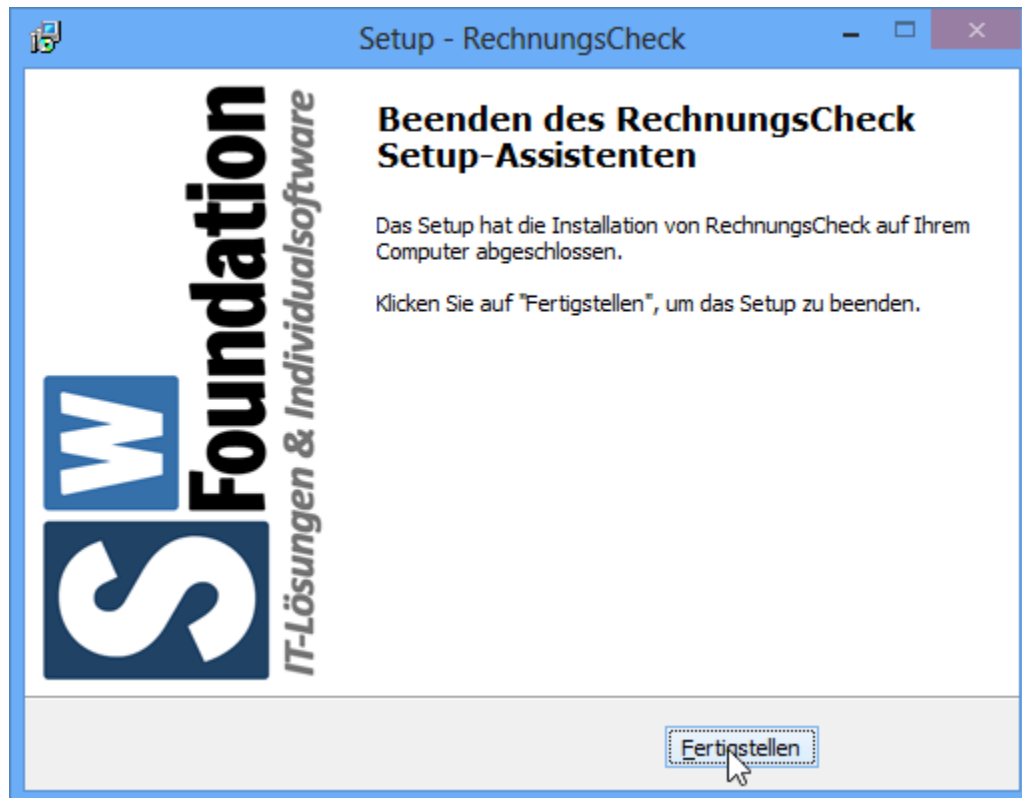 Setup - RechnungsCheck
SW
Foundation
IT-Lösungen & Individualsoftware
Beenden des RechnungsCheck
Setup-Assistenten
Das Setup hat die Installation von RechnungsCheck auf Ihrem
Computer abgeschlossen.
Klicken Sie auf "Fertigstellen", um das Setup zu beenden.
Fertigstellen